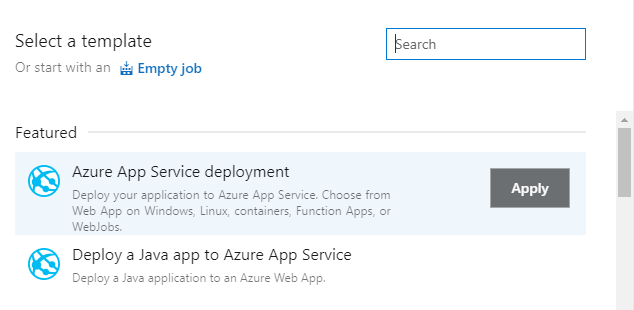 Select a template
Search
Or start with an Empty job
Featured
Azure App Service deployment
Deploy your application to Azure App Service. Choose from
Web App on Windows, Linux, containers, Function Apps, or
WebJobs.
Apply
Deploy a Java app to Azure App Service
Deploy a Java application to an Azure Web App.